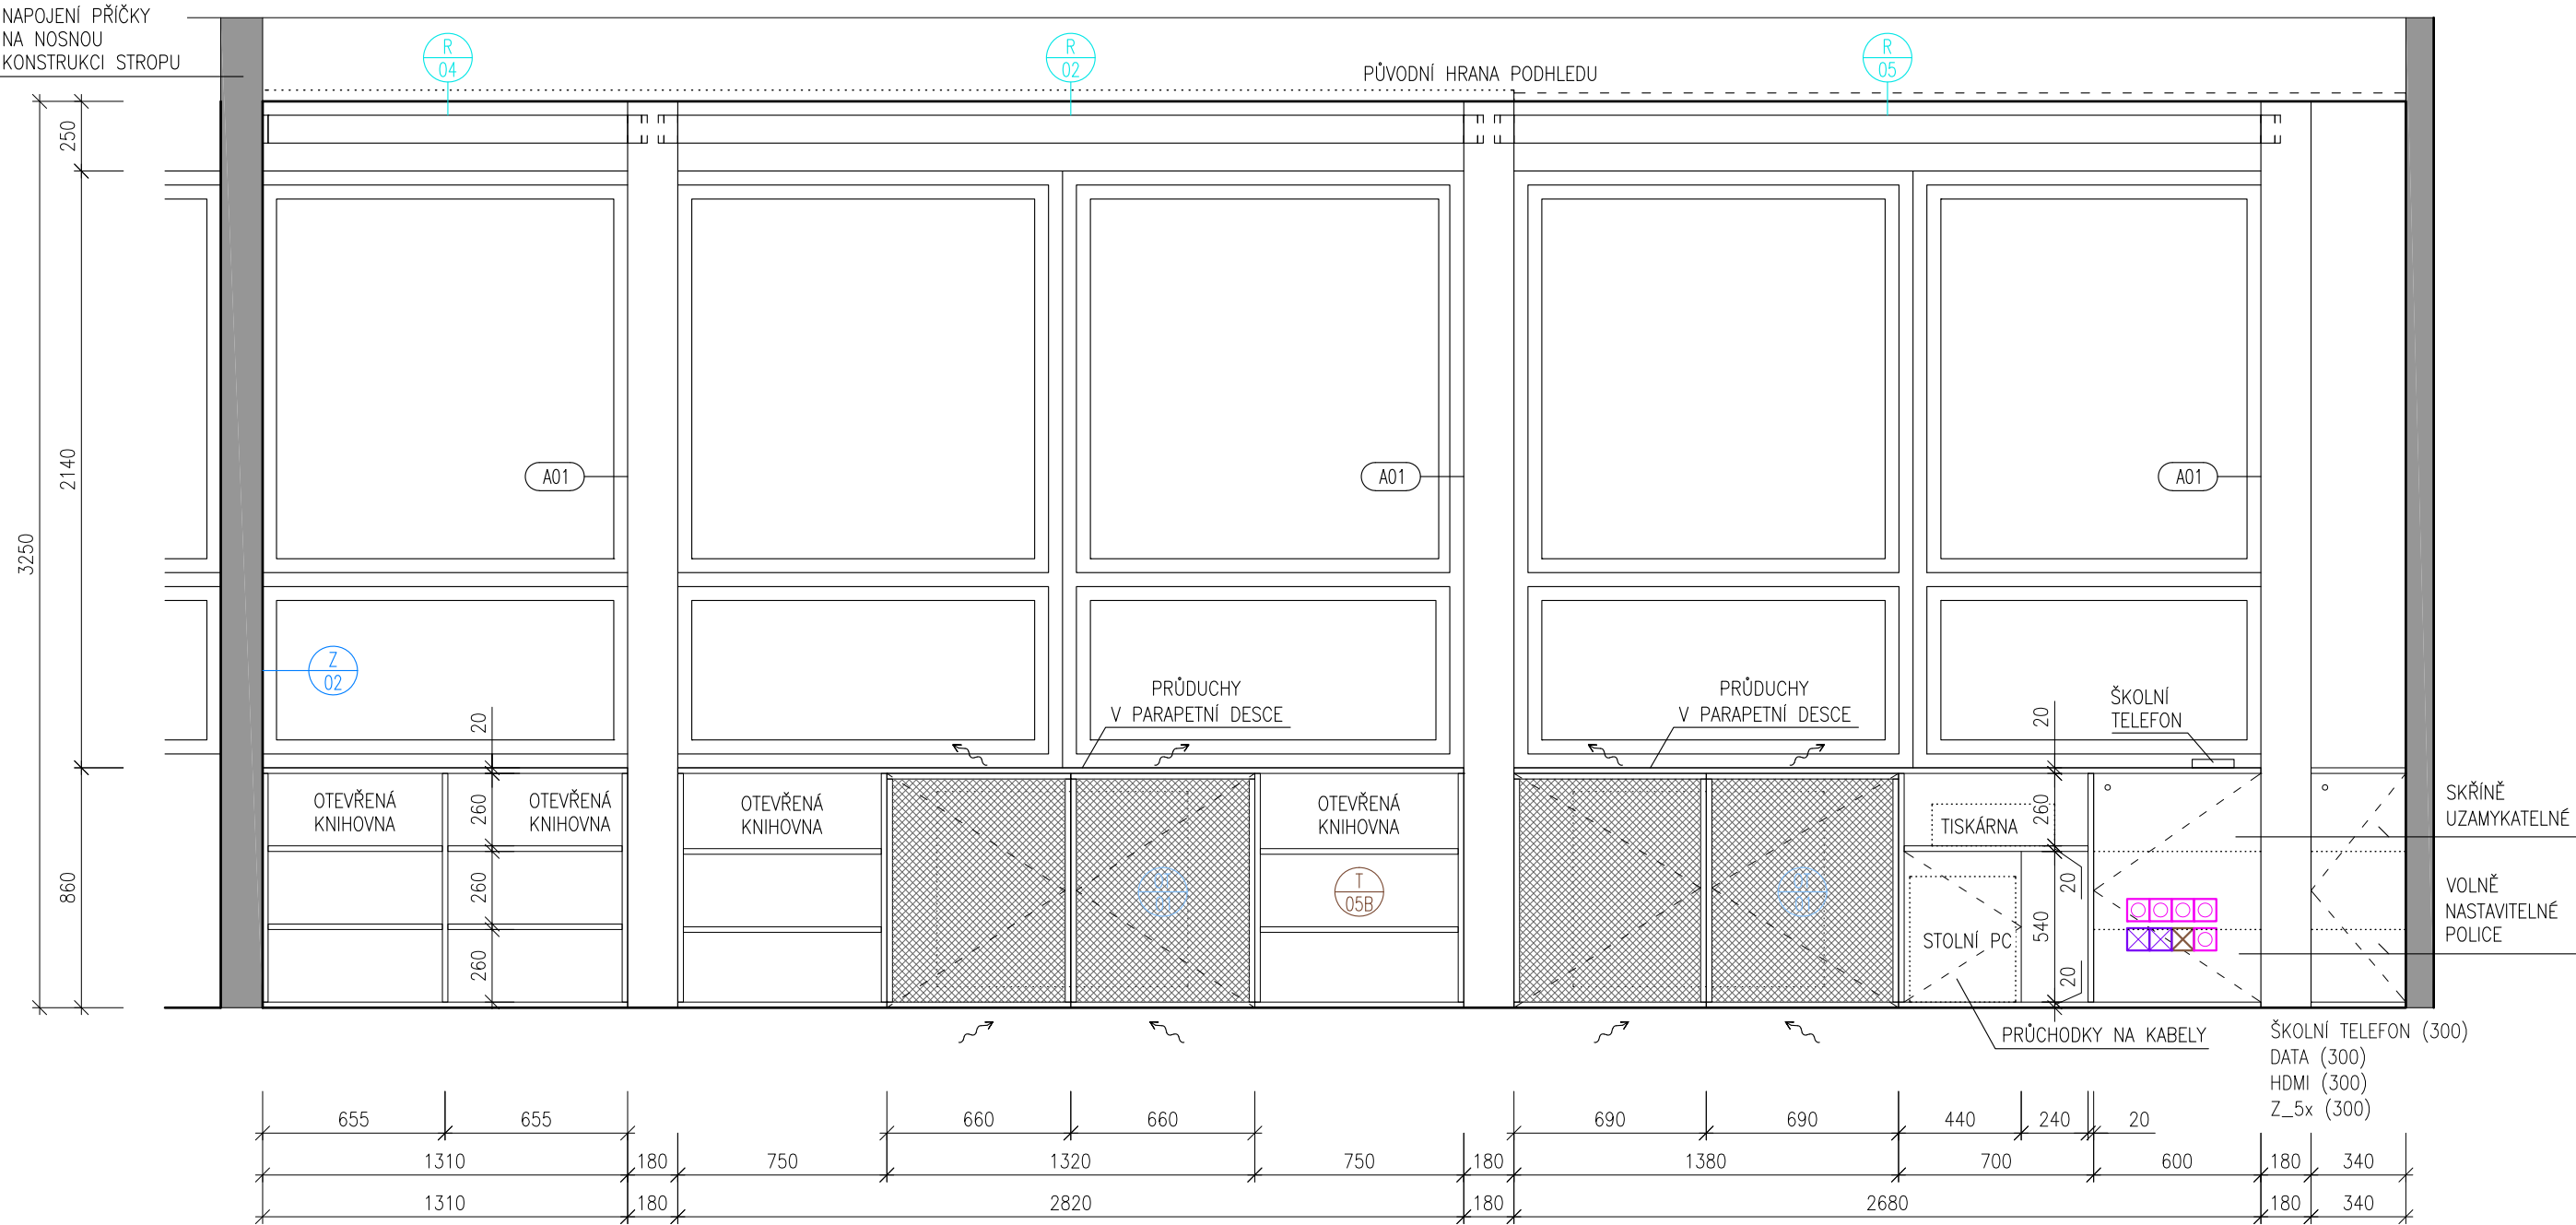 NAPOJENÍ PŘÍČKY
NA NOSNOU
KONSTRUKCI STROPU
R
04
R
02
PŮVODNÍ HRANA PODHLEDU
R
05
250
2140
3250
860
A01
A01
A01
Z
02
20
PRŮDUCHY
V PARAPETNÍ DESCE
PRŮDUCHY
V PARAPETNÍ DESCE
20
ŠKOLNÍ
TELEFON
OTEVŘENÁ
KNIHOVNA
260
OTEVŘENÁ
KNIHOVNA
OTEVŘENÁ
KNIHOVNA
OTEVŘENÁ
KNIHOVNA
TISKÁRNA
260
SKŘÍNĚ
UZAMYKATELNÉ
260
T
05B
20
VOLNĚ
NASTAVITELNÉ
POLICE
STOLNÍ PC
540
260
20
PRŮCHODKY NA KABELY
ŠKOLNÍ TELEFON (300)
DATA (300)
HDMI (300)
Z_5x (300)
655 655 660 660 690 690 440 240 20
1310 180 750 1320 750 180 1380 700 600 180 340
1310 180 2820 180 2680 180 340